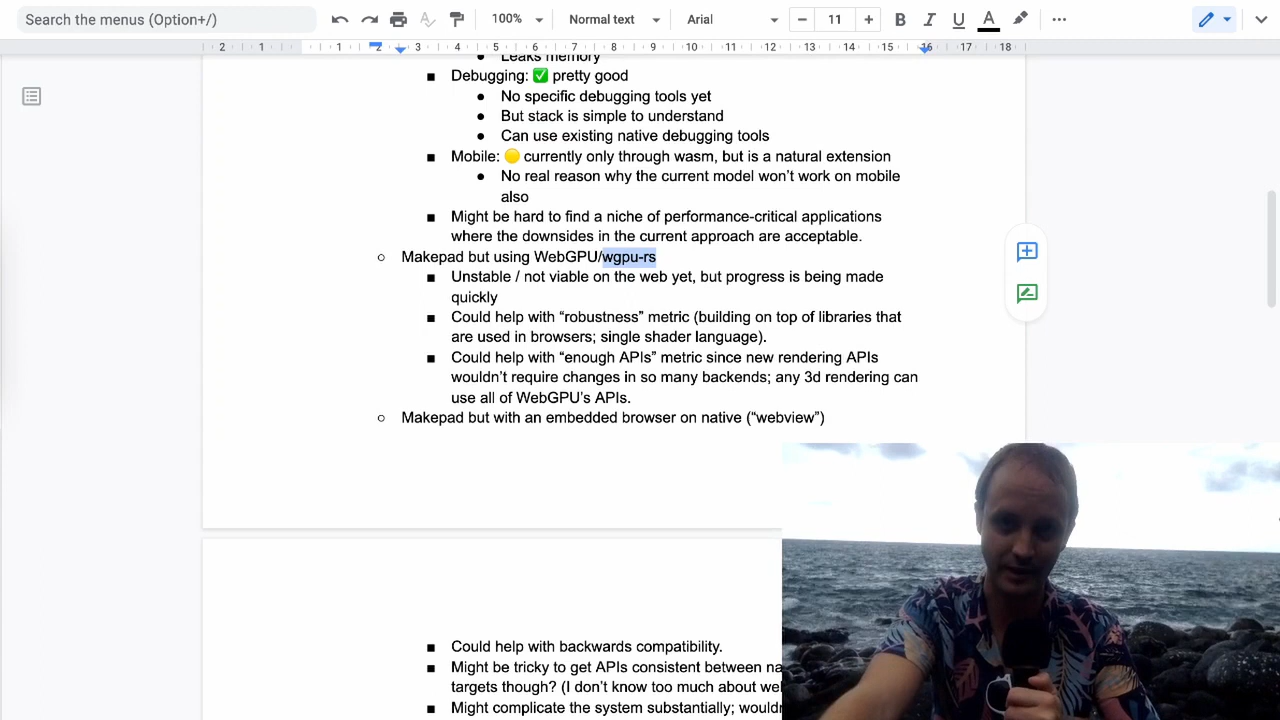 Search the menus (Option+/)
100%
Normal text
Arial
11
B I U A
2 1 1 2 3 4 5 6 7 8 9 10 11 12 13 14 15 16 17 18
Leaks memory
Debugging: ✅ pretty good
No specific debugging tools yet
But stack is simple to understand
Can use existing native debugging tools
Mobile: 🟡 currently only through wasm, but is a natural extension
No real reason why the current model won’t work on mobile
also
Might be hard to find a niche of performance-critical applications
where the downsides in the current approach are acceptable.
Makepad but using WebGPU/wgpu-rs
Unstable / not viable on the web yet, but progress is being made
quickly
Could help with “robustness” metric (building on top of libraries that
are used in browsers; single shader language).
Could help with “enough APIs” metric since new rendering APIs
wouldn’t require changes in so many backends; any 3d rendering can
use all of WebGPU’s APIs.
Makepad but with an embedded browser on native (“webview”)
Could help with backwards compatibility.
Might be tricky to get APIs consistent between na
targets though? (I don’t know too much about we
Might complicate the system substantially; would